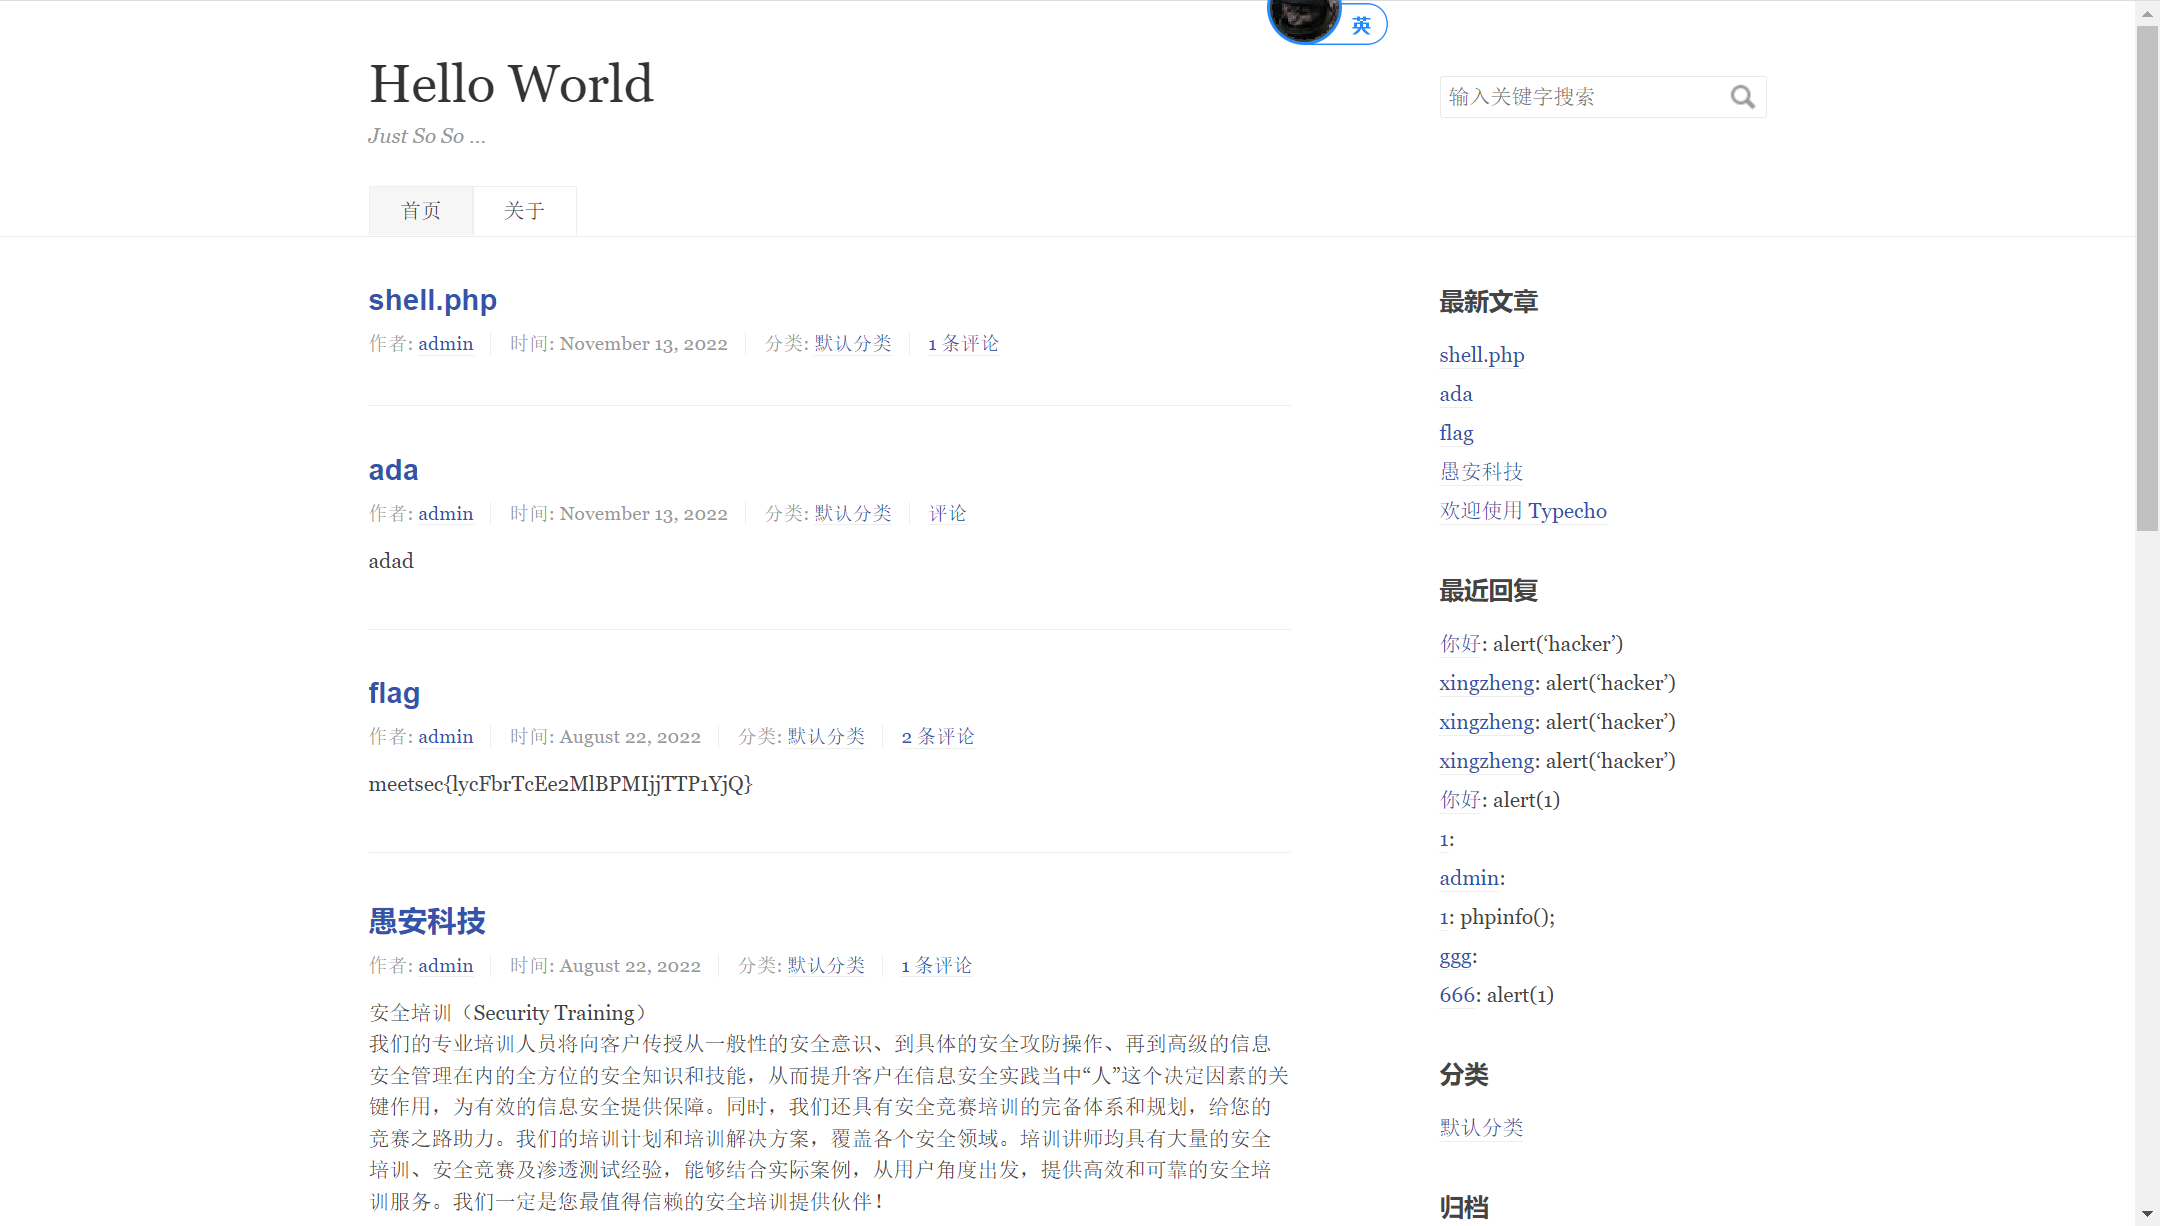 英
Hello World
Just So So ...
输入关键字搜索
首页
关于
shell.php
作者: admin 时间: November 13, 2022 分类: 默认分类 1 条评论
ada
作者: admin 时间: November 13, 2022 分类: 默认分类 评论
adad
flag
作者: admin 时间: August 22, 2022 分类: 默认分类 2 条评论
meetsec{lycFbrTcEe2MlBPMIjjTTP1YjQ}
愚安科技
作者: admin 时间: August 22, 2022 分类: 默认分类 1 条评论
安全培训（Security Training）
我们的专业培训人员将向客户传授从一般性的安全意识、到具体的安全攻防操作、再到高级的信息
安全管理在内的全方位的安全知识和技能，从而提升客户在信息安全实践当中“人”这个决定因素的关
键作用，为有效的信息安全提供保障。同时，我们还具有安全竞赛培训的完备体系和规划，给您的
竞赛之路助力。我们的培训计划和培训解决方案，覆盖各个安全领域。培训讲师均具有大量的安全
培训、安全竞赛及渗透测试经验，能够结合实际案例，从用户角度出发，提供高效和可靠的安全培
训服务。我们一定是您最值得信赖的安全培训提供伙伴！
最新文章
shell.php
ada
flag
愚安科技
欢迎使用 Typecho
最近回复
你好: alert(‘hacker’)
xingzheng: alert(‘hacker’)
xingzheng: alert(‘hacker’)
xingzheng: alert(‘hacker’)
你好: alert(1)
1:
admin:
1: phpinfo();
ggg:
666: alert(1)
分类
默认分类
归档